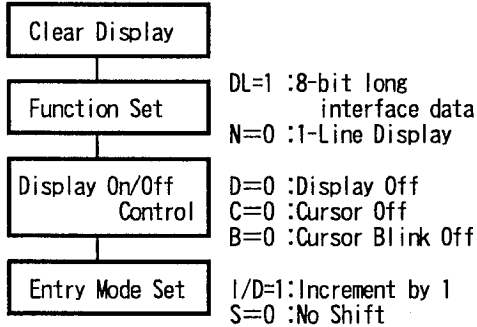 Clear Display
Function Set
DL=1 :8-bit long
interface data
N=0 :1-Line Display
Display On/Off
Control
D=0 :Display Off
C=0 :Cursor Off
B=0 :Cursor Blink Off
Entry Mode Set
I/D=1:Increment by 1
S=0 :No Shift